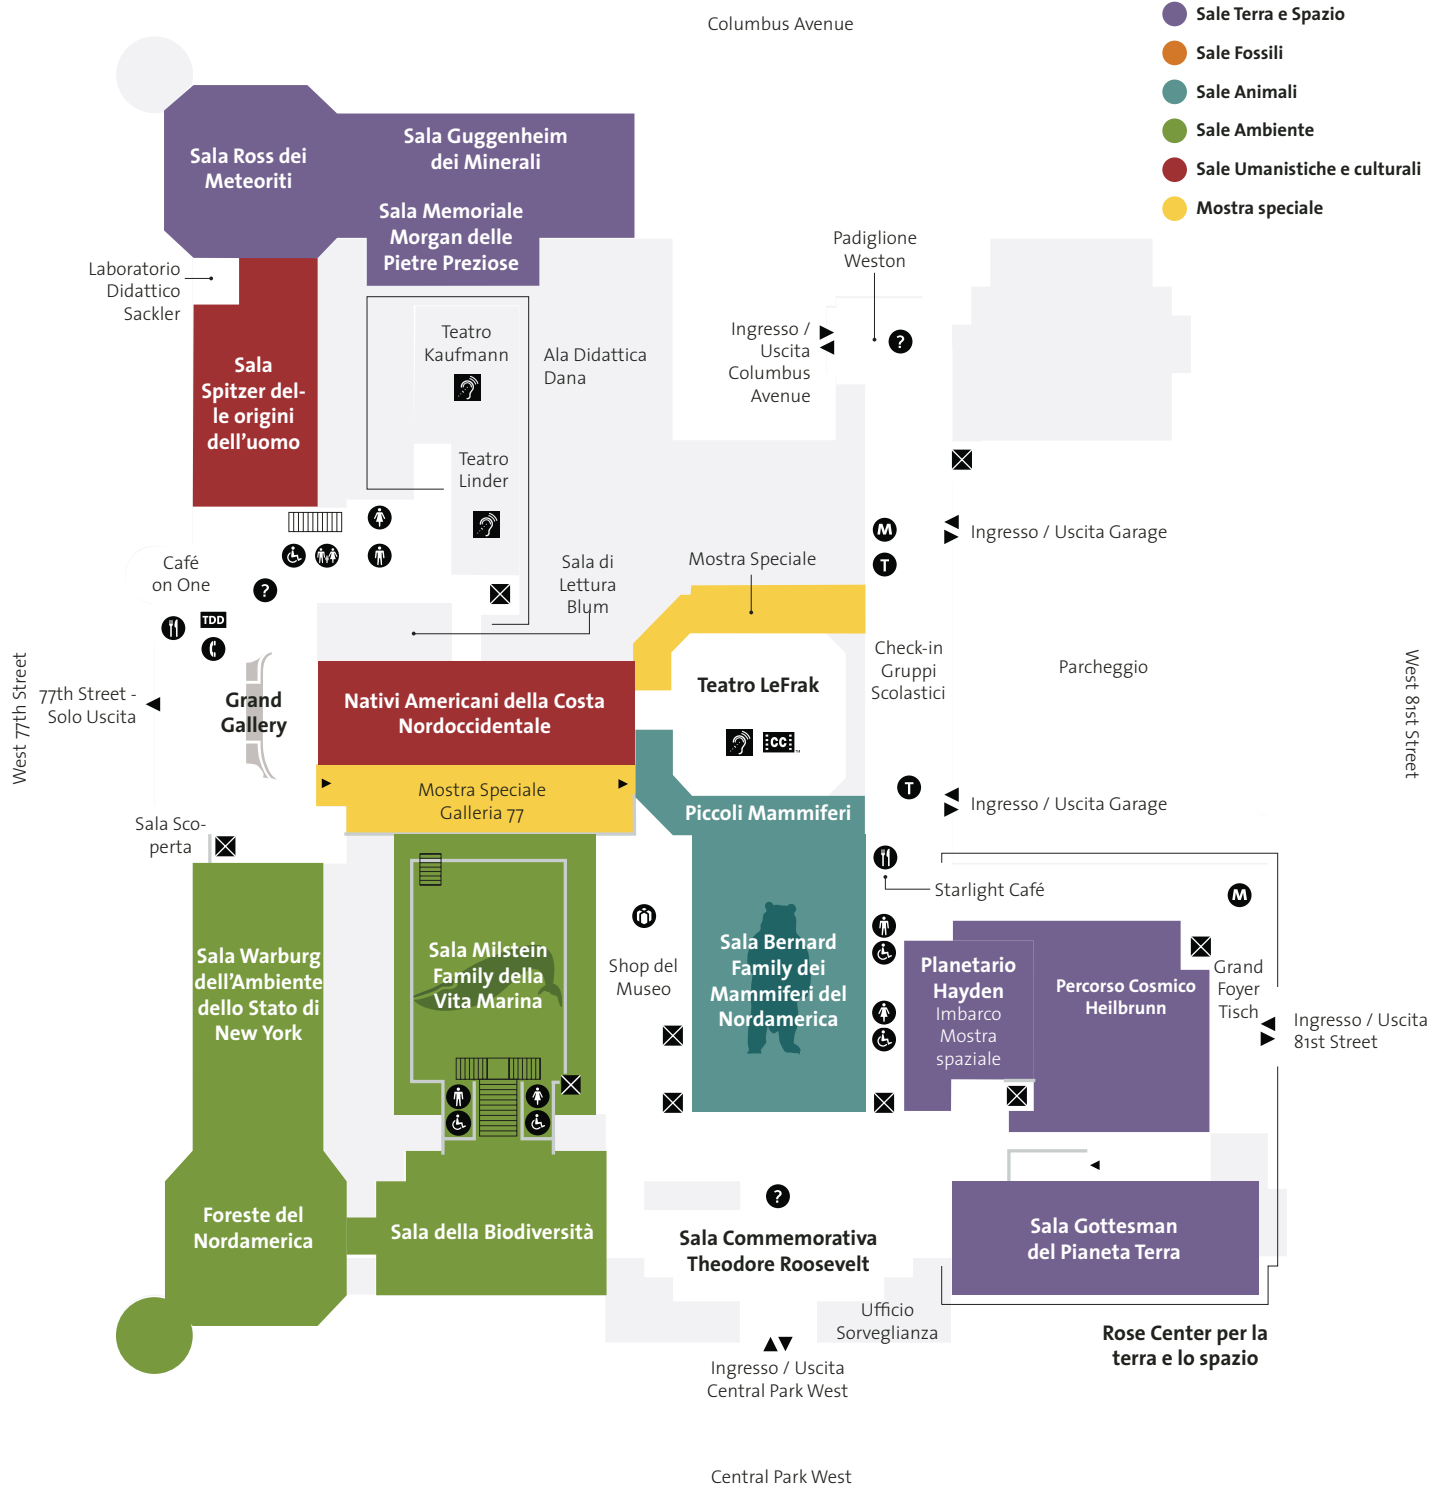 Columbus Avenue
Sale Terra e Spazio
Sale Fossili
Sale Animali
Sale Ambiente
Sale Umanistiche e culturali
Mostra speciale
Sala Ross dei
Meteoriti
Sala Guggenheim
dei Minerali
Sala Memoriale
Morgan delle
Pietre Preziose
Laboratorio
Didattico
Sackler
Sala
Spitzer del-
le origini
dell'uomo
Teatro
Kaufmann
Ala Didattica
Dana
Teatro
Linder
Padiglione
Weston
Ingresso /
Uscita
Columbus
Avenue
?
M
T
Ingresso / Uscita Garage
Café
on One
?
TDD
Sala di
Lettura
Blum
Mostra Speciale
Check-in
Gruppi
Scolastici
Parcheggio
West 77th Street
77th Street -
Solo Uscita
Grand
Gallery
Nativi Americani della Costa
Nordoccidentale
Teatro LeFrak
CC
West 81st Street
Mostra Speciale
Galleria 77
Piccoli Mammiferi
T
Ingresso / Uscita Garage
Sala Sco-
perta
Starlight Café
M
Sala Warburg
dell'Ambiente
dello Stato di
New York
Sala Milstein
Family della
Vita Marina
Shop del
Museo
Sala Bernard
Family dei
Mammiferi del
Nordamerica
Planetario
Hayden
Imbarco
Mostra
spaziale
Percorso Cosmico
Heilbrunn
Grand
Foyer
Tisch
Ingresso / Uscita
81st Street
Foreste del
Nordamerica
Sala della Biodiversità
?
Sala Commemorativa
Theodore Roosevelt
Sala Gottesman
del Pianeta Terra
Ufficio
Sorveglianza
Rose Center per la
terra e lo spazio
Ingresso / Uscita
Central Park West
Central Park West